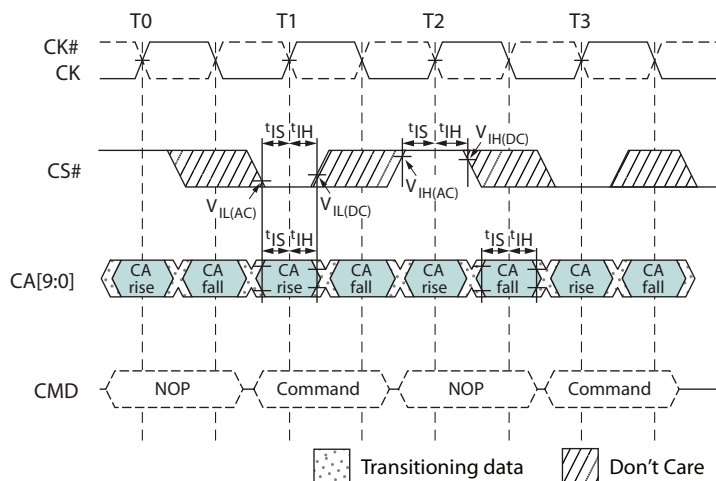 T0 T1 T2 T3
CK#
CK
tIS tIH tIS tIH VIH(DC)
CS#
VIL(AC) VIL(DC) VIH(AC)
tIS tIH tIS tIH
CA[9:0] CA rise CA fall CA rise CA fall CA rise CA fall CA rise CA fall
CMD NOP Command NOP Command
Transitioning data Don't Care